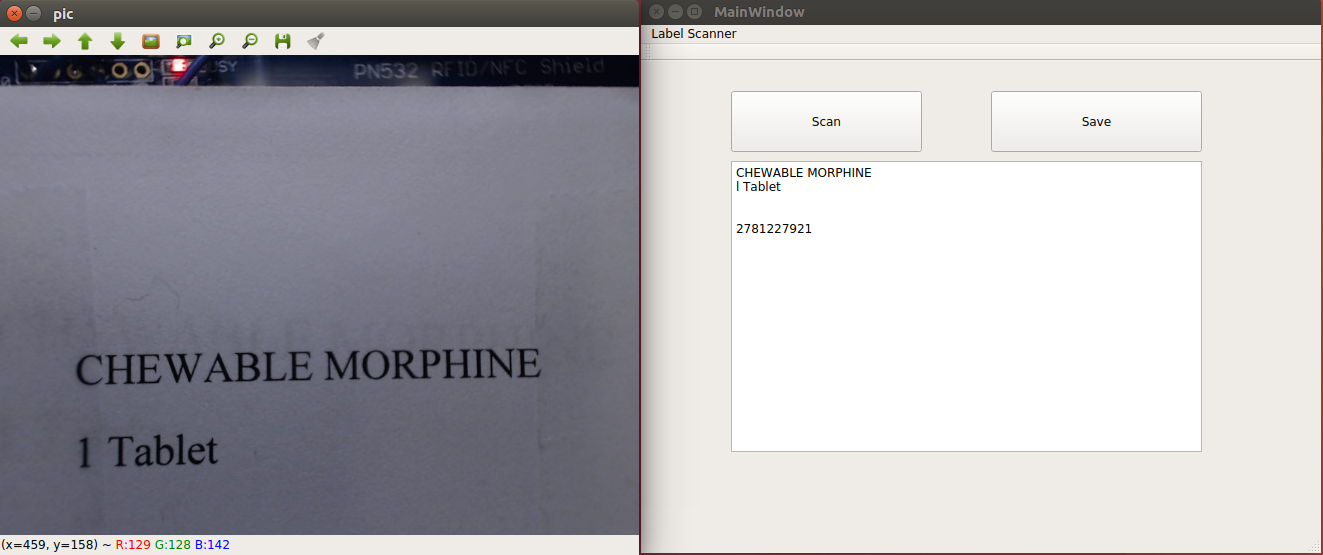 pic
MainWindow
Label Scanner
PN532 RFID/NFC Shield
CHEWABLE MORPHINE
1 Tablet
(x=459, y=158) ~ R:129 G:128 B:142
Scan
Save
CHEWABLE MORPHINE
l Tablet
2781227921